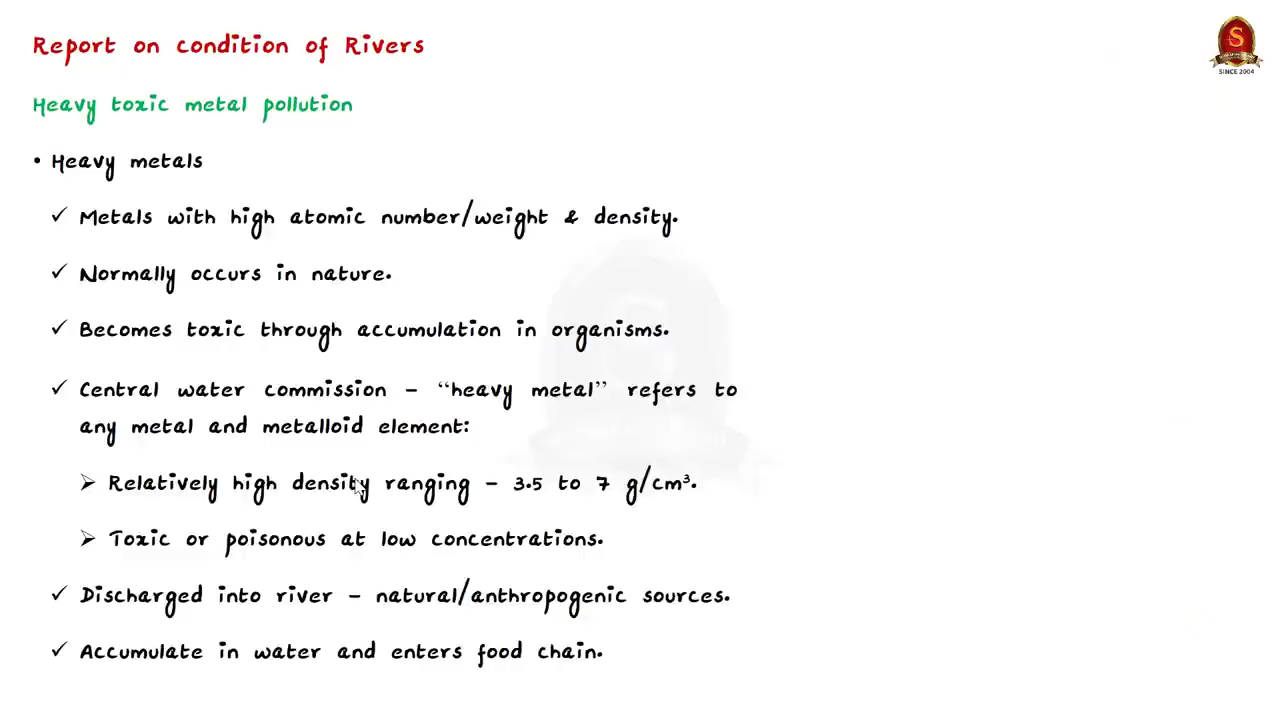 Report on condition of Rivers
S
SINCE 2004
Heavy toxic metal pollution
• Heavy metals
✓ Metals with high atomic number/weight & density.
✓ Normally occurs in nature.
✓ Becomes toxic through accumulation in organisms.
✓ Central water commission – “heavy metal” refers to
any metal and metalloid element:
➢ Relatively high density ranging – 3.5 to 7 g/cm³.
➢ Toxic or poisonous at low concentrations.
✓ Discharged into river – natural/anthropogenic sources.
✓ Accumulate in water and enters food chain.